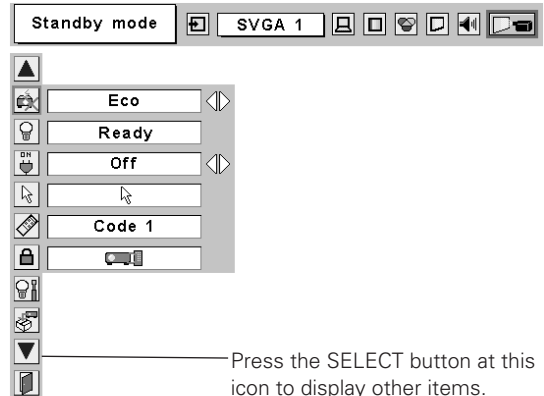 Standby mode SVGA 1
Eco
Ready
ON
Off
Code 1
Press the SELECT button at this
icon to display other items.